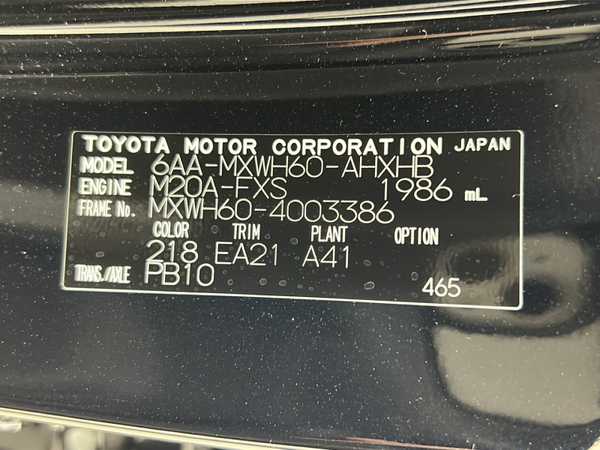 TOYOTA MOTOR CORPORATION JAPAN
MODEL 6AA-MXWH60-AHXHB
ENGINE M20A-FXS 1986 mL
FRAME No. MXWH60-4003386
COLOR TRIM PLANT OPTION
218 EA21 A41
TRANS./AXLE PB10
465